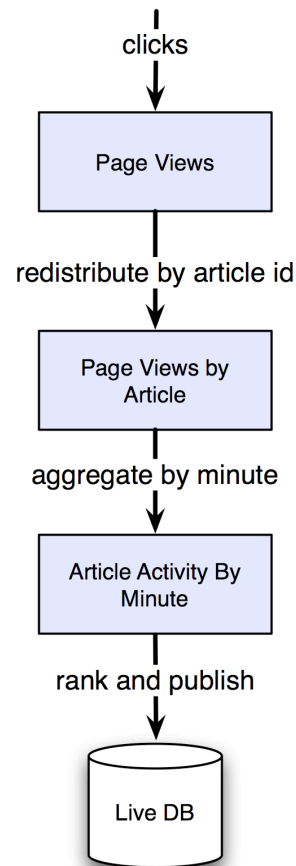 clicks
Page Views
redistribute by article id
Page Views by
Article
aggregate by minute
Article Activity By
Minute
rank and publish
Live DB